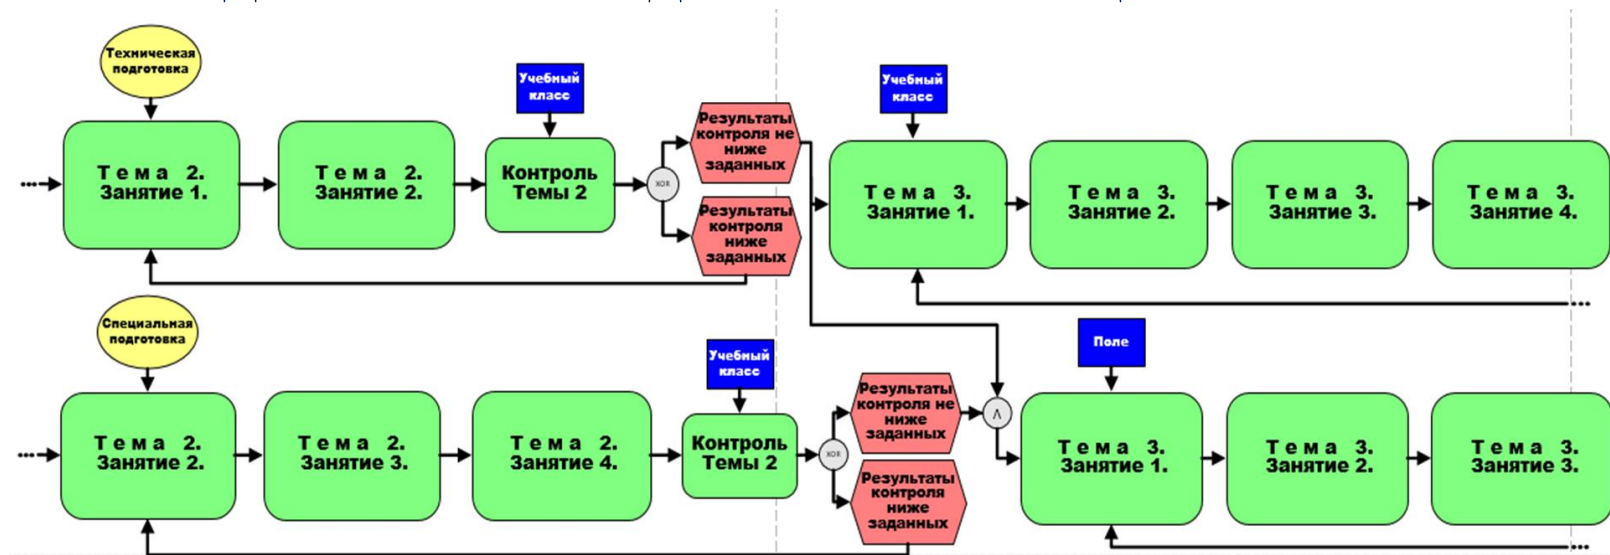 Техническая
подготовка
Тема 2.
Занятие 1.
Тема 2.
Занятие 2.
Учебный
класс
Контроль
Темы 2
XOR
Результаты
контроля не
ниже
заданных
Результаты
контроля
ниже
заданных
Учебный
класс
Тема 3.
Занятие 1.
Тема 3.
Занятие 2.
Тема 3.
Занятие 3.
Тема 3.
Занятие 4.
Специальная
подготовка
Тема 2.
Занятие 2.
Тема 2.
Занятие 3.
Тема 2.
Занятие 4.
Учебный
класс
Контроль
Темы 2
XOR
Результаты
контроля не
ниже
заданных
Результаты
контроля
ниже
заданных
Λ
Поле
Тема 3.
Занятие 1.
Тема 3.
Занятие 2.
Тема 3.
Занятие 3.